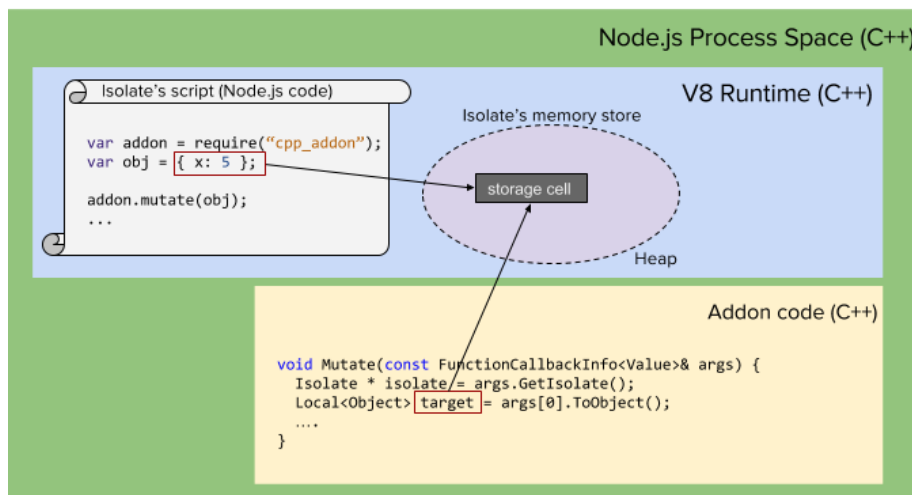 Node.js Process Space (C++)
V8 Runtime (C++)
Isolate's script (Node.js code)
var addon = require(“cpp_addon”);
var obj = { x: 5 };
addon.mutate(obj);
...
Isolate's memory store
storage cell
Heap
Addon code (C++)
void Mutate(const FunctionCallbackInfo<Value>& args) {
Isolate * isolate = args.GetIsolate();
Local<Object> target = args[0].ToObject();
….
}